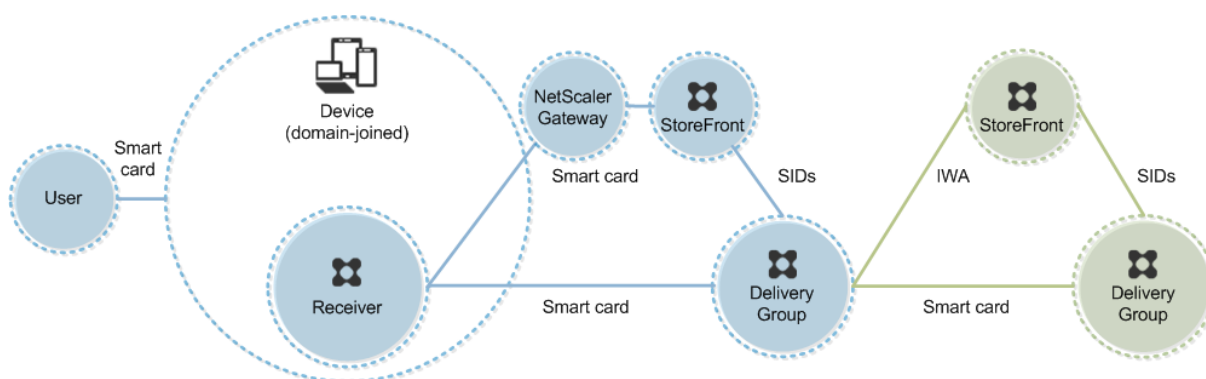 Device
(domain-joined)
NetScaler
Gateway
StoreFront
StoreFront
Smart
card
User
Smart card
SIDs
IWA
SIDs
Receiver
Smart card
Delivery
Group
Smart card
Delivery
Group